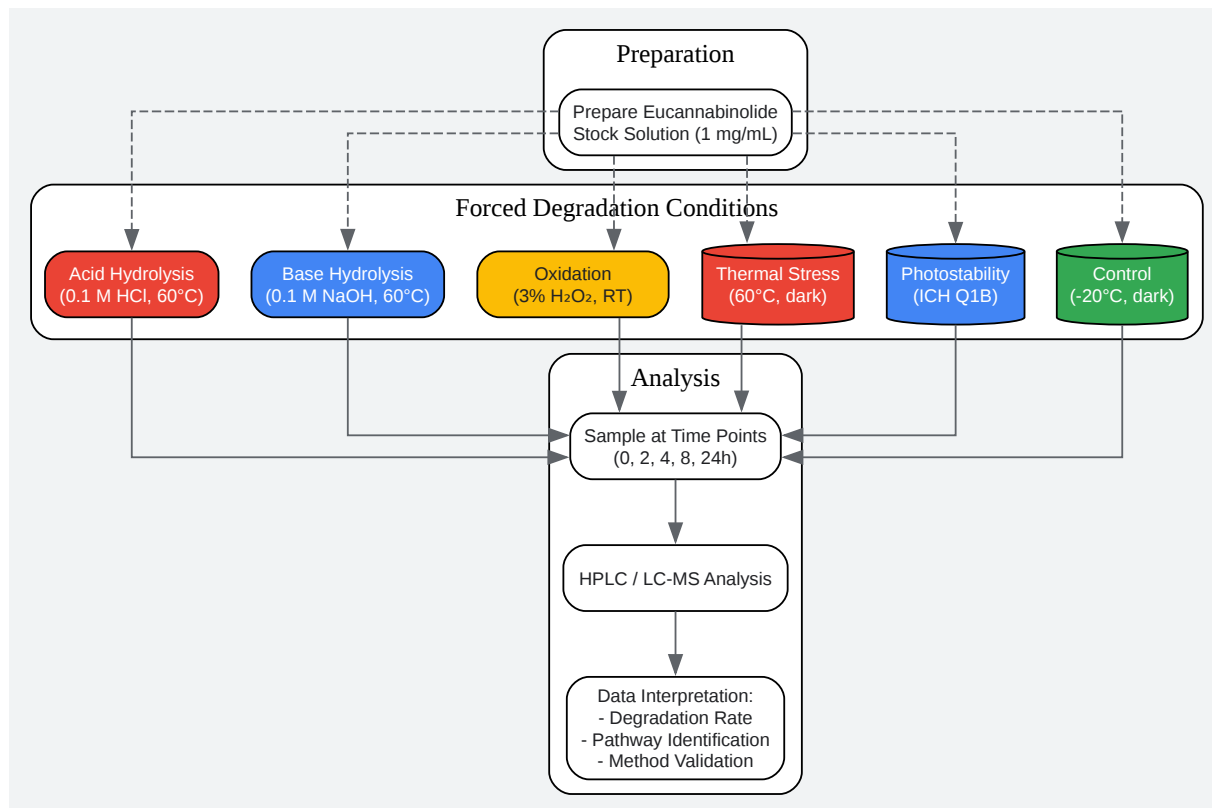 Preparation
Prepare Eucannabinolide
Stock Solution (1 mg/mL)
Forced Degradation Conditions
Acid Hydrolysis
(0.1 M HCl, 60°C)
Base Hydrolysis
(0.1 M NaOH, 60°C)
Oxidation
(3% H₂O₂, RT)
Thermal Stress
(60°C, dark)
Photostability
(ICH Q1B)
Control
(-20°C, dark)
Analysis
Sample at Time Points
(0, 2, 4, 8, 24h)
HPLC / LC-MS Analysis
Data Interpretation:
- Degradation Rate
- Pathway Identification
- Method Validation